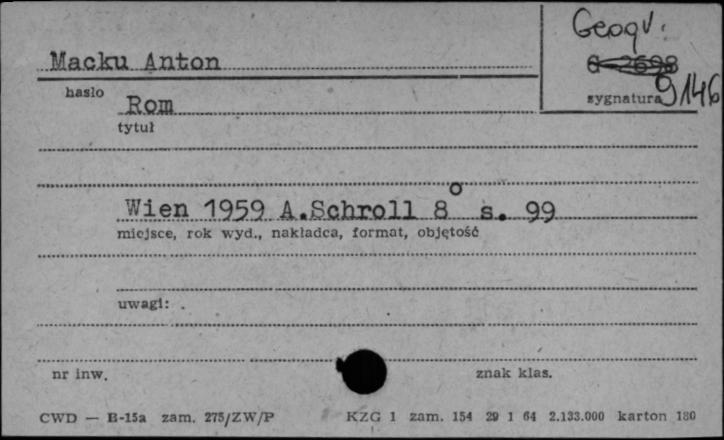 Geogr.
Macku Anton
G-2698
hasło
sygnatura 9146
Rom
tytuł
Wien 1959 A.Schroll 8° s. 99
miejsce, rok wyd., nakładca, format, objętość
uwagi:
nr inw.
znak klas.
CWD — B-15a zam. 275/ZW/P KZG 1 zam. 154 29 1 64 2.133.000 karton 180